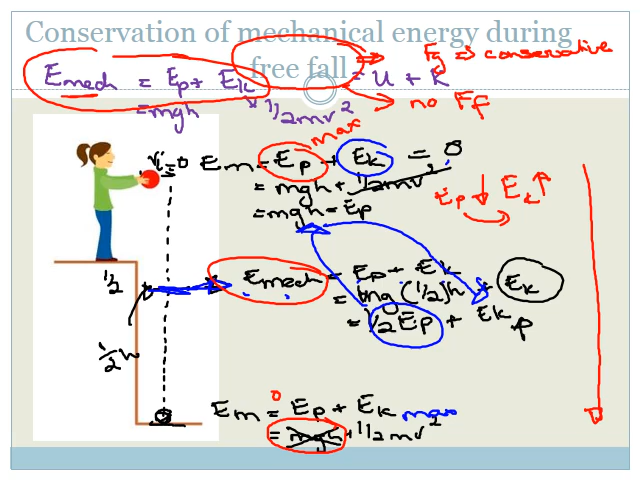 Conservation of mechanical energy during
free fall
⇒ Fg is conservative
Emech = Ep + Ek = U + K
= mgh + 1/2mv²
→ no Ff
max
vi=0 Em = Ep + Ek = 0
= mgh + 1/2mv²
= mgh = Ep
Ep ↓ Ek ↑
1/2 Emech = Ep + Ek
= mg(1/2)h + Ek
= 1/2Ep + Ek
1/2h
0
Em = Ep + Ek max
= mgh + 1/2mv²